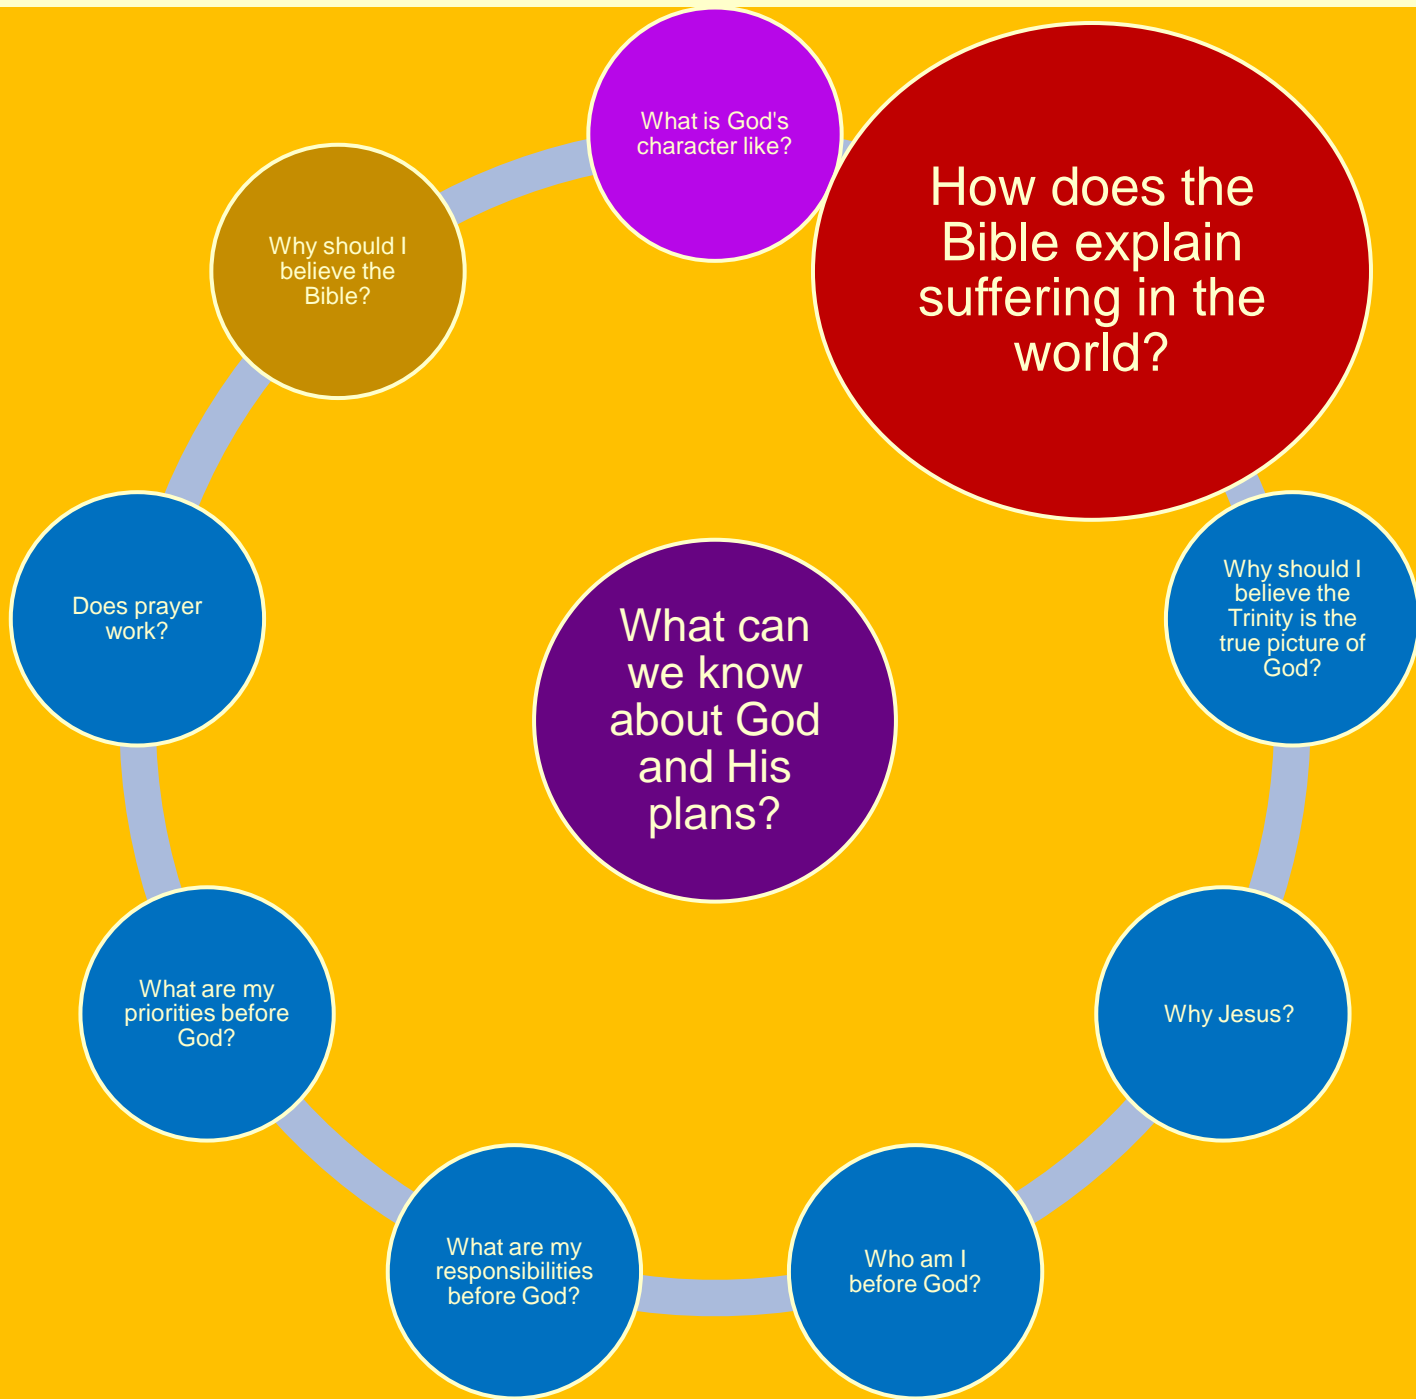 What is God's
character like?
How does the
Bible explain
suffering in the
world?
Why should I
believe the
Trinity is the
true picture of
God?
Why Jesus?
Who am I
before God?
What are my
responsibilities
before God?
What are my
priorities before
God?
Does prayer
work?
Why should I
believe the
Bible?
What can
we know
about God
and His
plans?